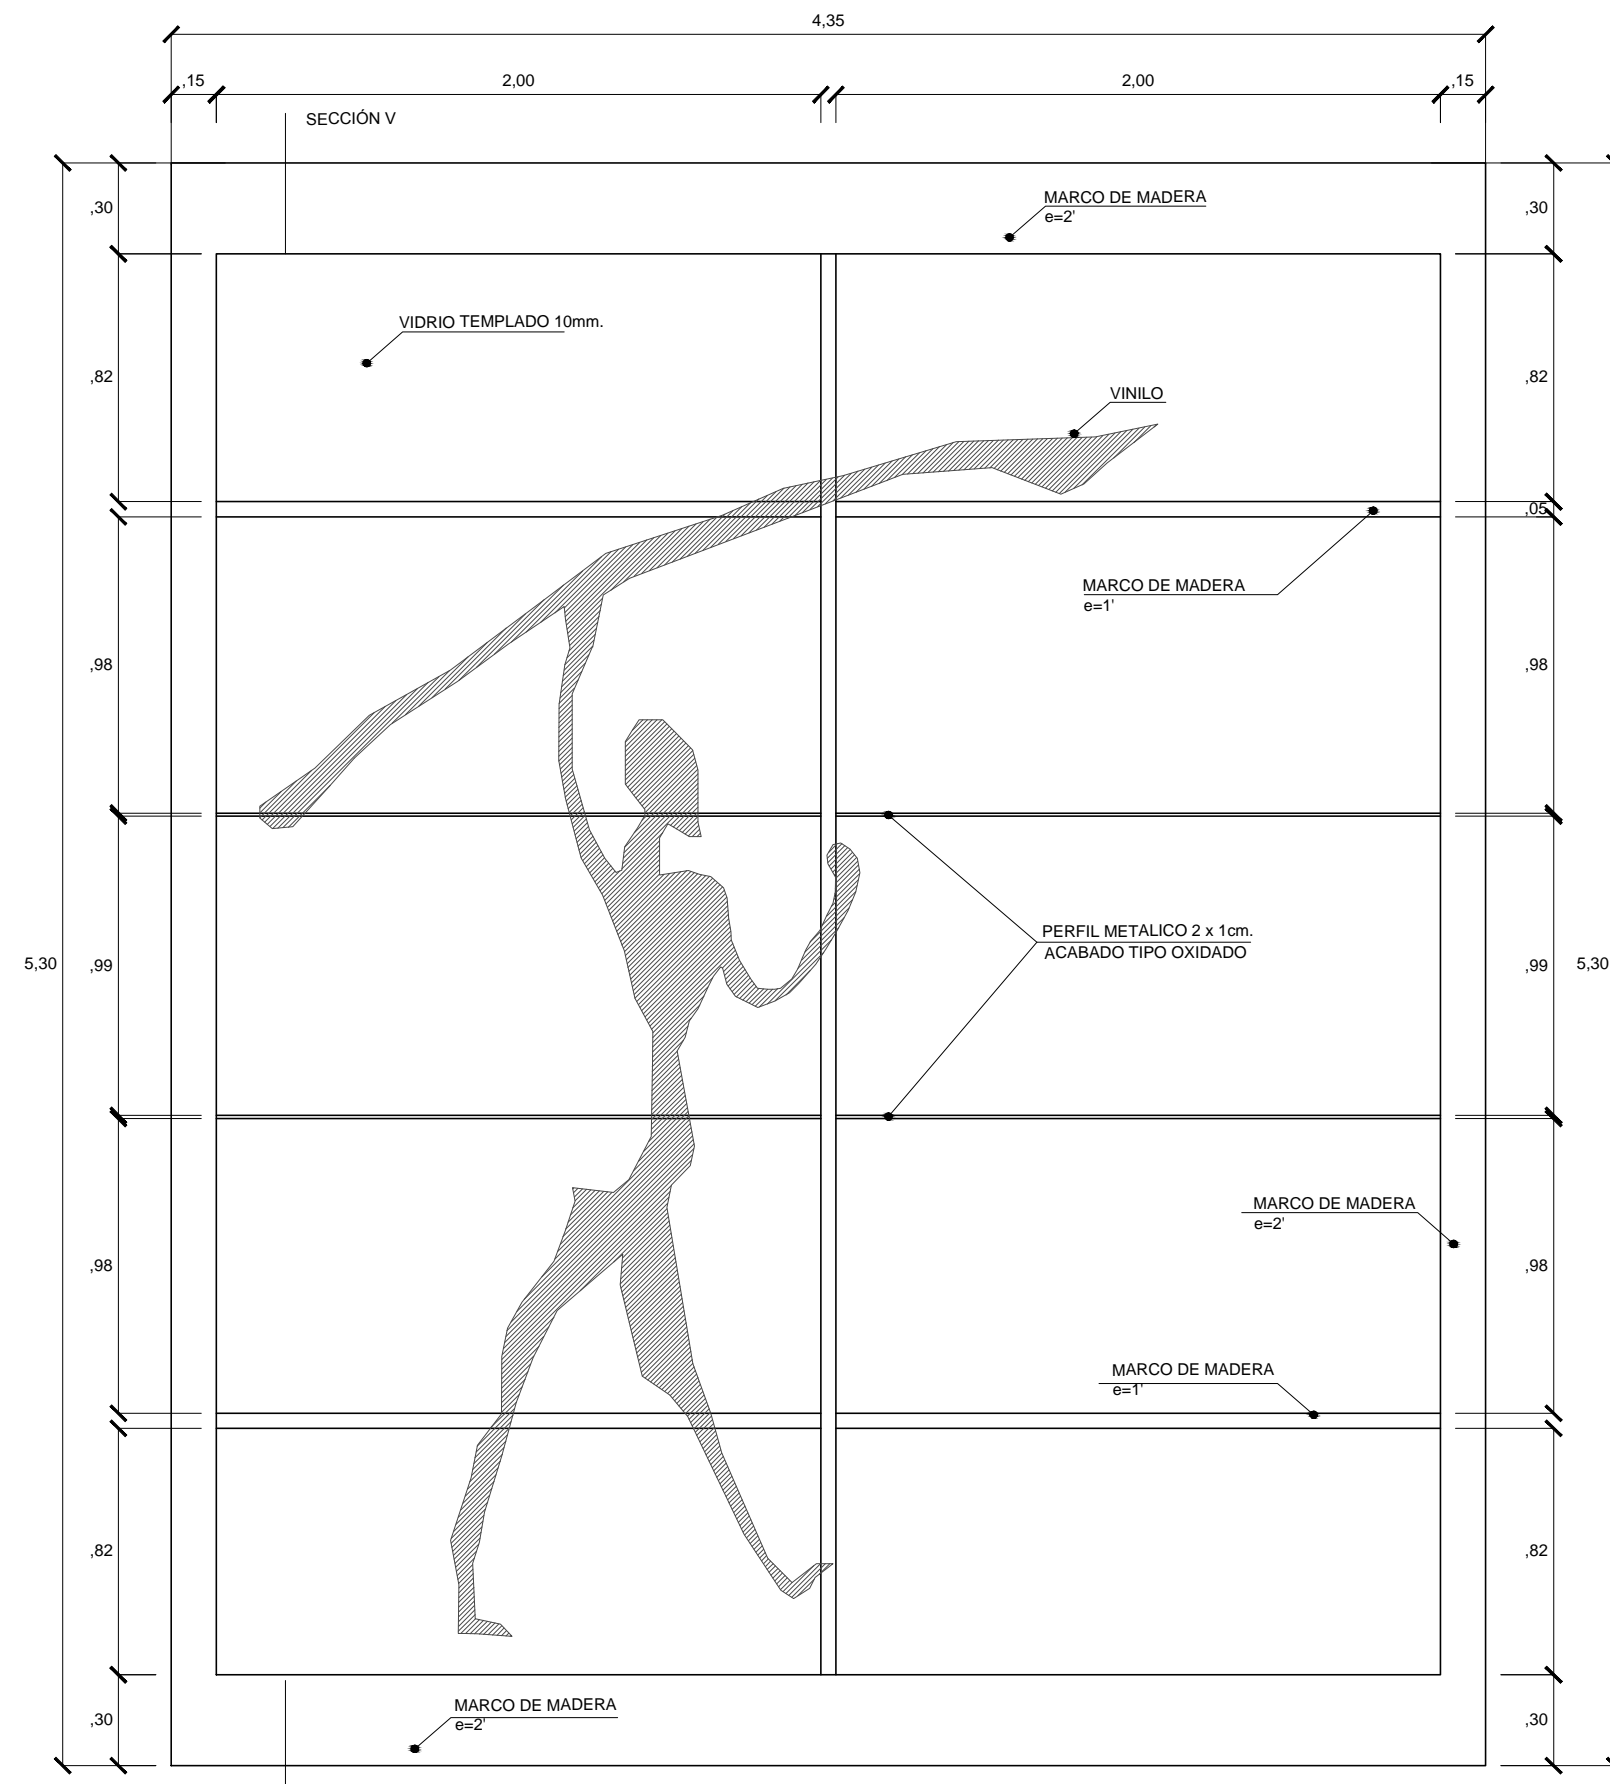 4,35
,15
2,00
2,00
,15
SECCIÓN V
MARCO DE MADERA
e=2'
,30
,30
VIDRIO TEMPLADO 10mm.
,82
,82
VINILO
,05
MARCO DE MADERA
e=1'
,98
,98
PERFIL METALICO 2 x 1cm.
ACABADO TIPO OXIDADO
5,30
,99
,99
5,30
MARCO DE MADERA
e=2'
,98
,98
MARCO DE MADERA
e=1'
,82
,82
MARCO DE MADERA
e=2'
,30
,30